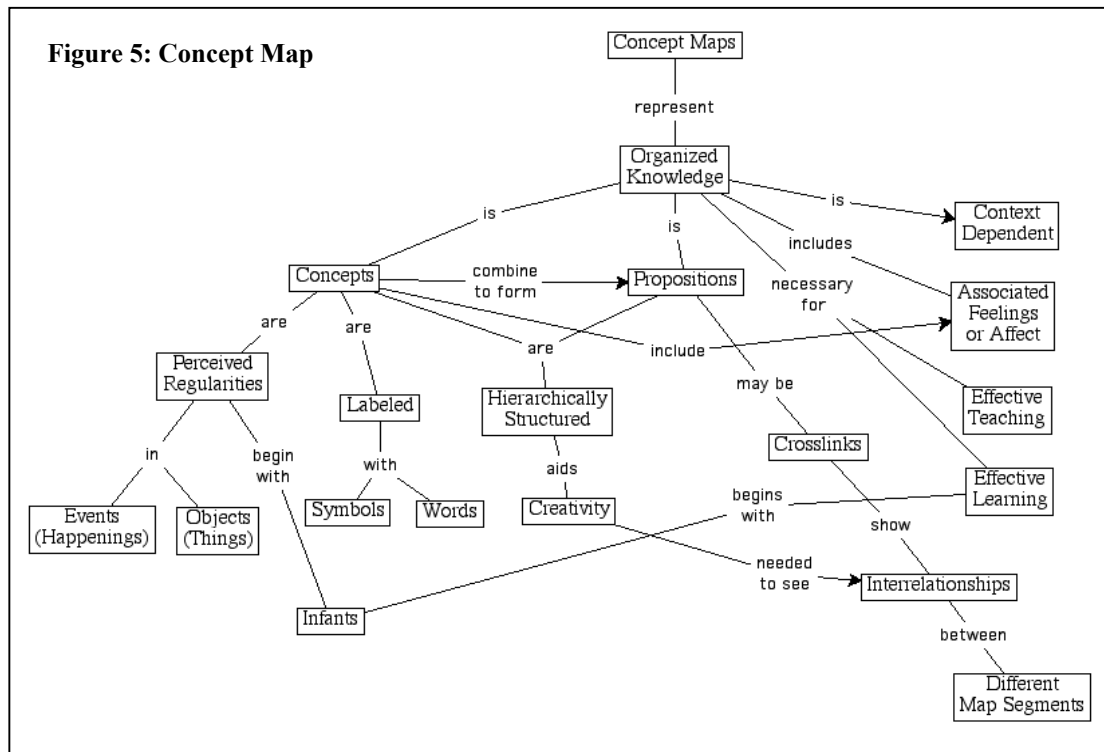 Figure 5: Concept Map
Concept Maps
represent
Organized
Knowledge
is
is
is
Context
Dependent
includes
Concepts
combine
to form
Propositions
necessary
for
Associated
Feelings
or Affect
are
are
are
include
Perceived
Regularities
may be
Labeled
Hierarchically
Structured
Effective
Teaching
Crosslinks
in
begin
with
with
aids
Effective
Learning
Events
(Happenings)
Objects
(Things)
Symbols
Words
Creativity
begins
with
show
needed
to see
Interrelationships
Infants
between
Different
Map Segments